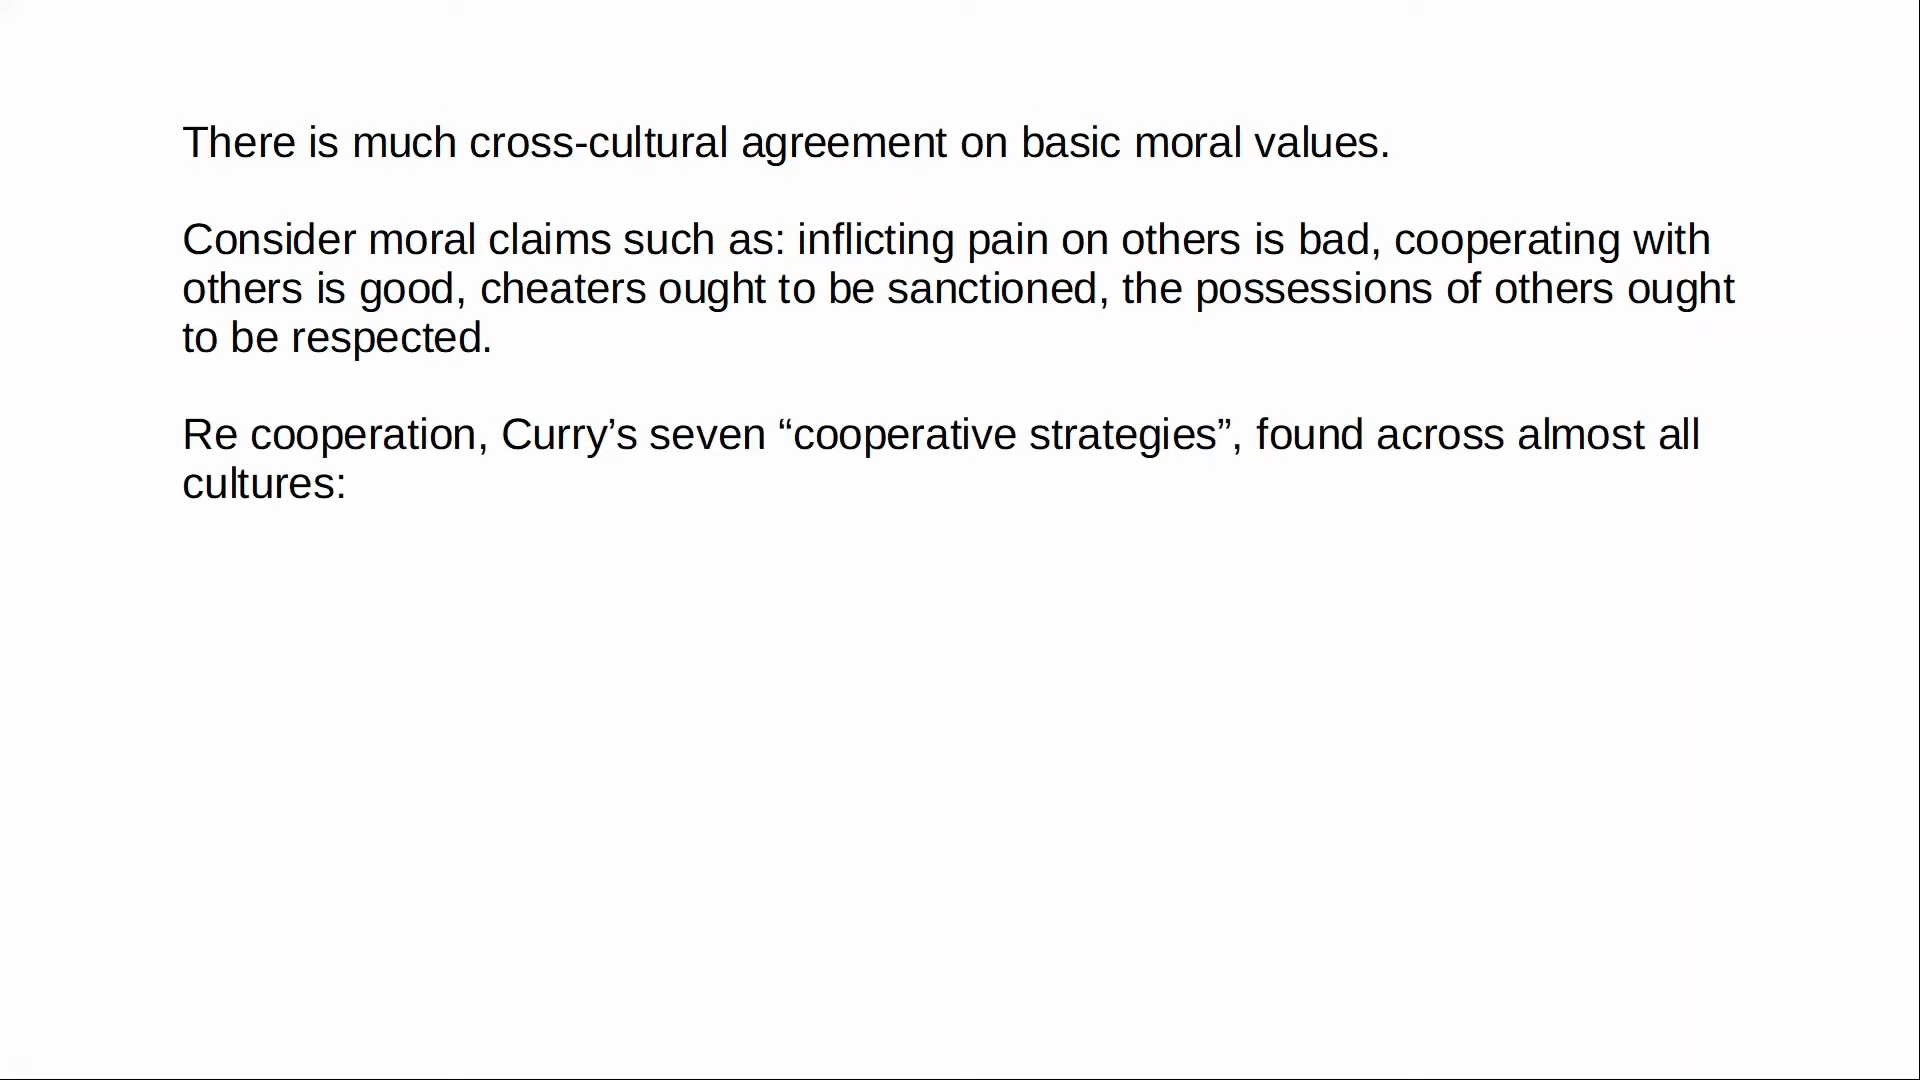 There is much cross-cultural agreement on basic moral values.
Consider moral claims such as: inflicting pain on others is bad, cooperating with
others is good, cheaters ought to be sanctioned, the possessions of others ought
to be respected.
Re cooperation, Curry’s seven “cooperative strategies”, found across almost all
cultures: